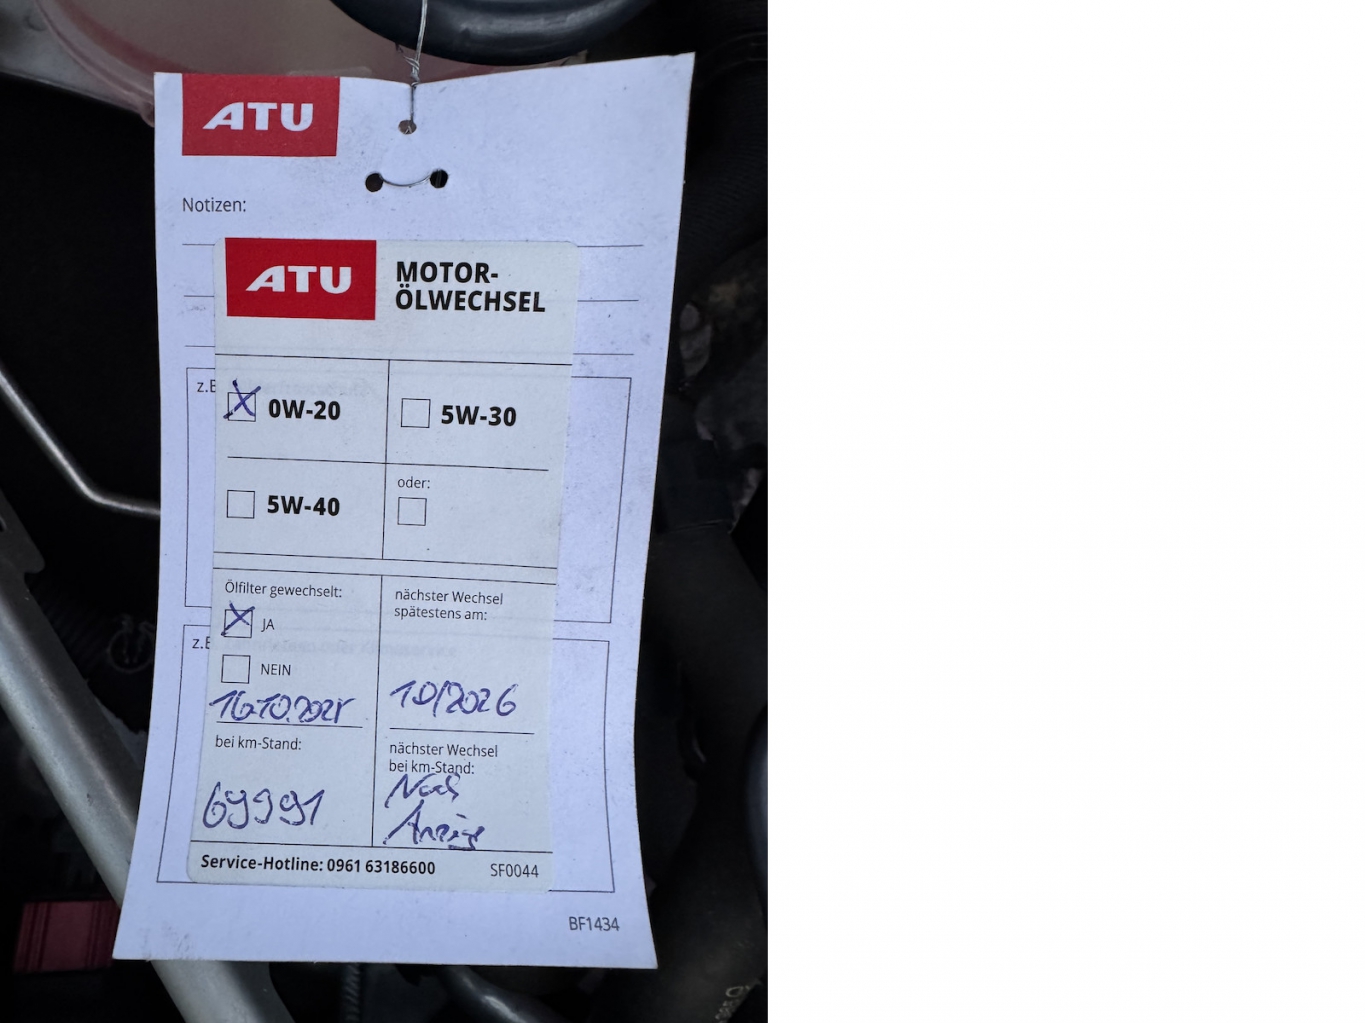 ATU
Notizen:
ATU
MOTOR-
ÖLWECHSEL
z.B
0W-20
5W-30
5W-40
oder:
Ölfilter gewechselt:
JA
NEIN
16.10.2025
bei km-Stand:
69991
nächster Wechsel
spätestens am:
10/2026
nächster Wechsel
bei km-Stand:
Nach
Anzeige
z.B
Service-Hotline: 0961 63186600
SF0044
BF1434